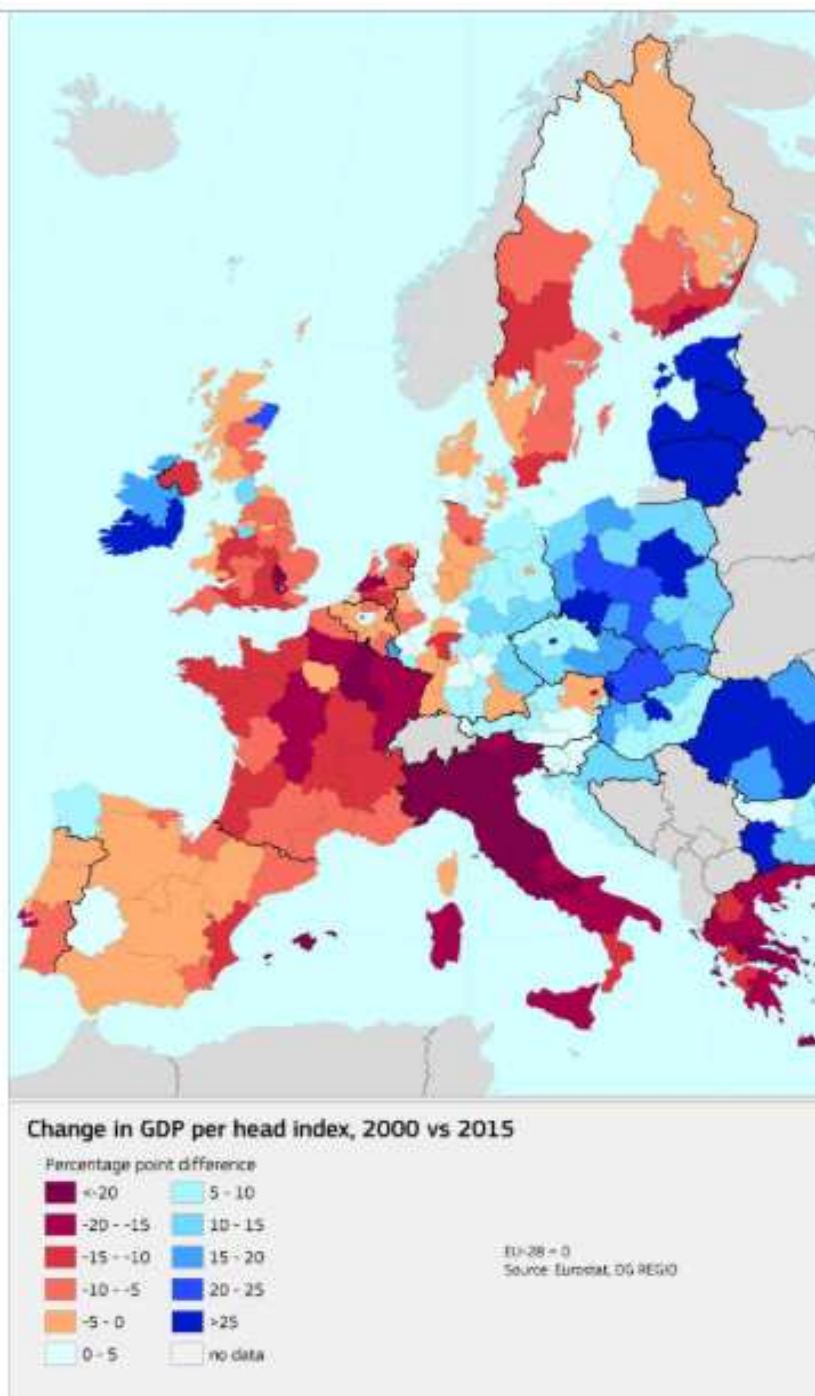 Change in GDP per head index, 2000 vs 2015
Percentage point difference
<-20
-20 - -15
-15 - -10
-10 - -5
-5 - 0
0 - 5
5 - 10
10 - 15
15 - 20
20 - 25
>25
no data
EU-28 = 0
Source: Eurostat, DG REGIO